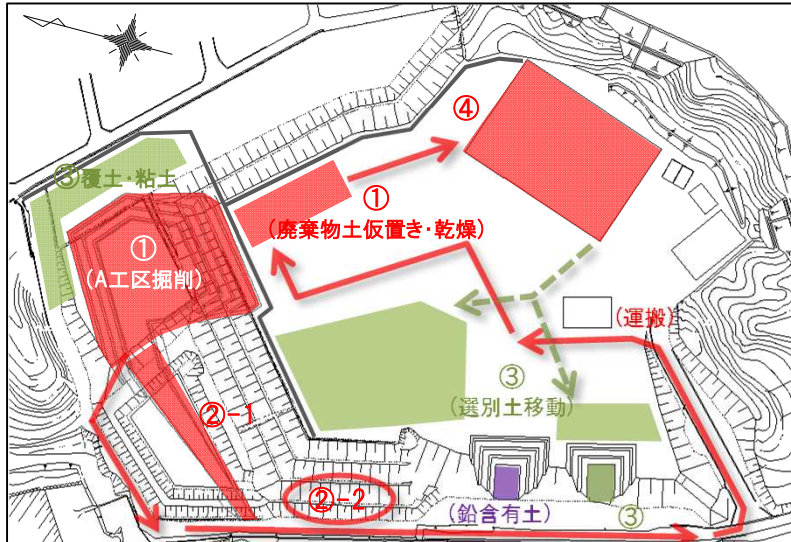 ④
③覆土・粘土
①
①
(廃棄物土仮置き・乾燥)
(A工区掘削)
(運搬)
③
(選別土移動)
②-1
②-2
(鉛含有土)
③